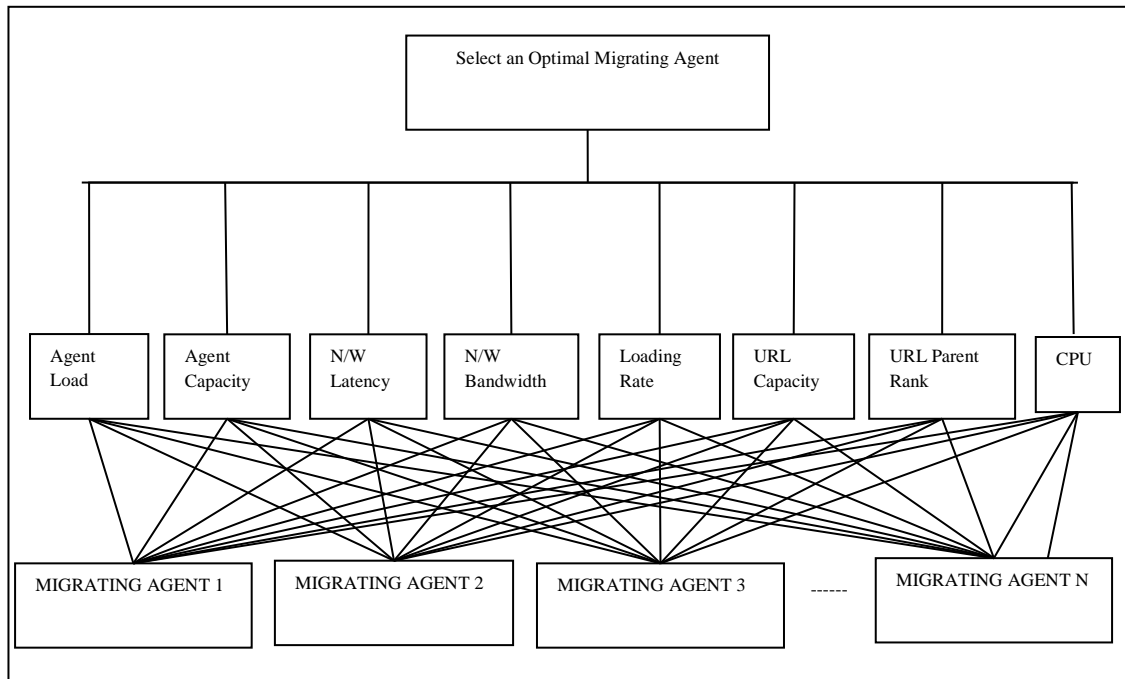 Select an Optimal Migrating Agent
Agent
Load
Agent
Capacity
N/W
Latency
N/W
Bandwidth
Loading
Rate
URL
Capacity
URL Parent
Rank
CPU
MIGRATING AGENT 1
MIGRATING AGENT 2
MIGRATING AGENT 3
------
MIGRATING AGENT N